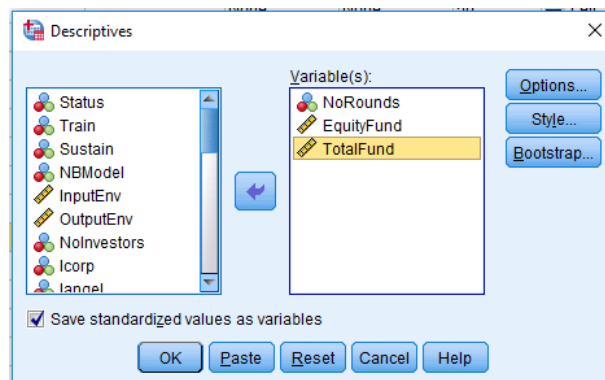 Descriptives
Variable(s):
Status
Train
Sustain
NBModel
InputEnv
OutputEnv
NoInvestors
Icorp
NoRounds
EquityFund
TotalFund
Options...
Style...
Bootstrap...
Save standardized values as variables
OK
Paste
Reset
Cancel
Help